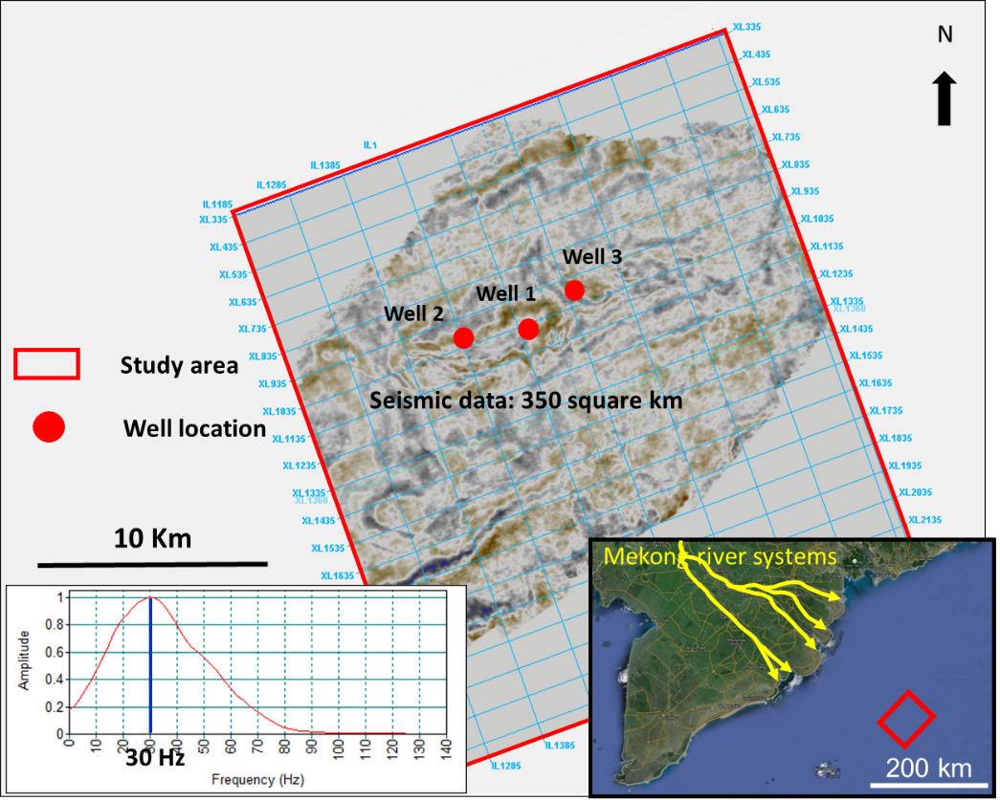 XL335
N
XL435
XL535
XL635
IL1
XL735
IL1385
XL835
IL1285
XL935
IL1185
XL335
XL1035
XL435
XL1135
Well 3
XL535
XL1235
Well 1
XL635
XL1335
XL1360
Well 2
XL735
XL1435
XL835
XL1535
Study area
XL935
XL1635
Seismic data: 350 square km
XL1035
XL1735
Well location
XL1135
XL1835
XL1235
XL1935
XL1335
XL1360
XL2035
XL1435
XL2135
10 Km
XL1535
XL1635
Mekong river systems
1
0.8
0.6
0.4
0.2
0
Amplitude
0 10 20 30 40 50 60 70 80 90 100 110 120 130 140
30 Hz
Frequency (Hz)
IL1385
IL1285
200 km